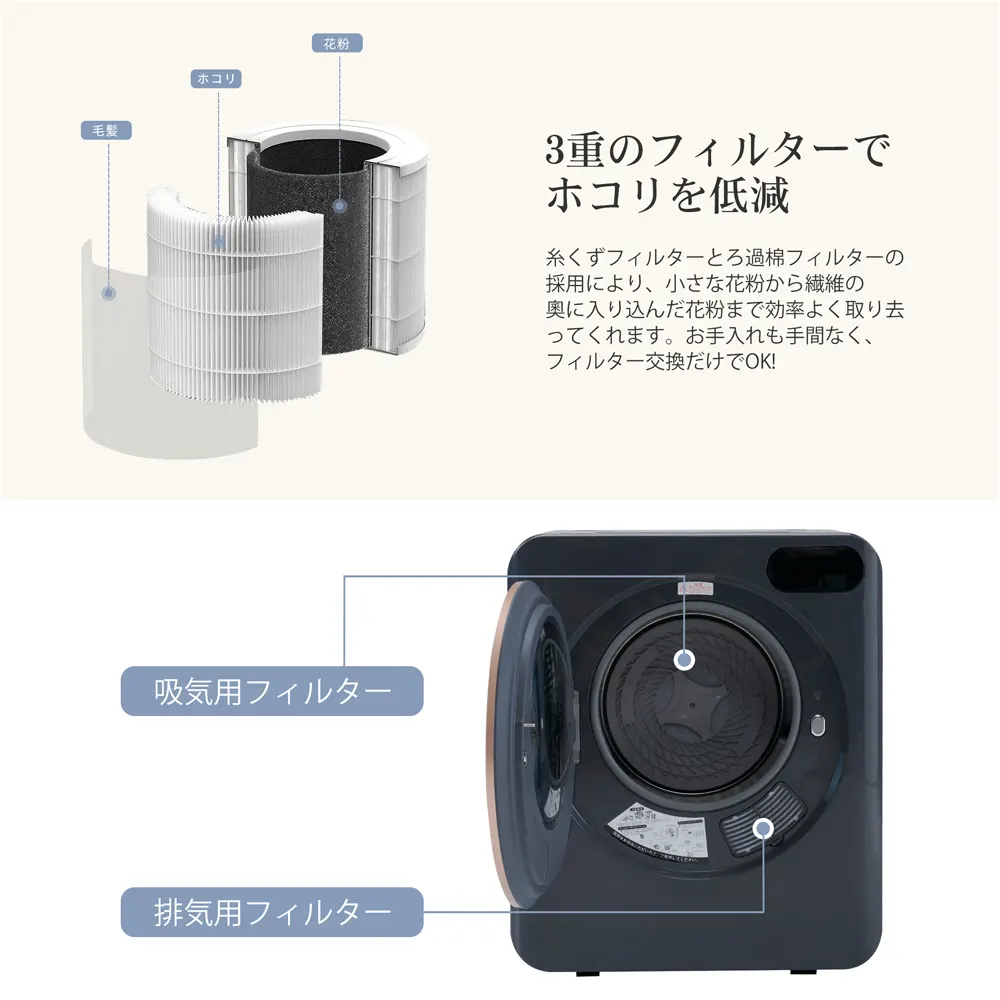 花粉
ホコリ
毛髪
3重のフィルターで
ホコリを低減
糸くずフィルターとろ過棉フィルターの
採用により、小さな花粉から繊維の
奥に入り込んだ花粉まで効率よく取り去
ってくれます。お手入れも手間なく、
フィルター交換だけでOK!
吸気用フィルター
排気用フィルター